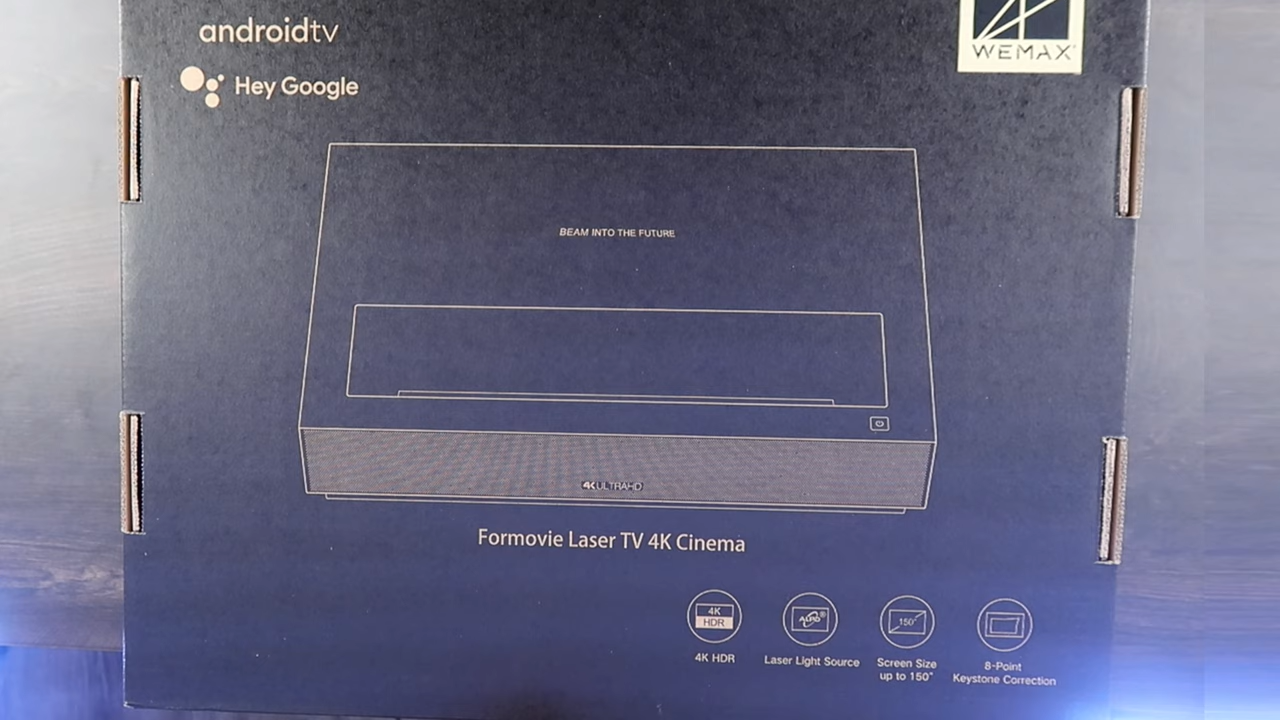 androidtv
WEMAX
Hey Google
BEAM INTO THE FUTURE
4K ULTRAHD
Formovie Laser TV 4K Cinema
4K
HDR
ALPD®
150"
4K HDR
Laser Light Source
Screen Size
up to 150"
8-Point
Keystone Correction